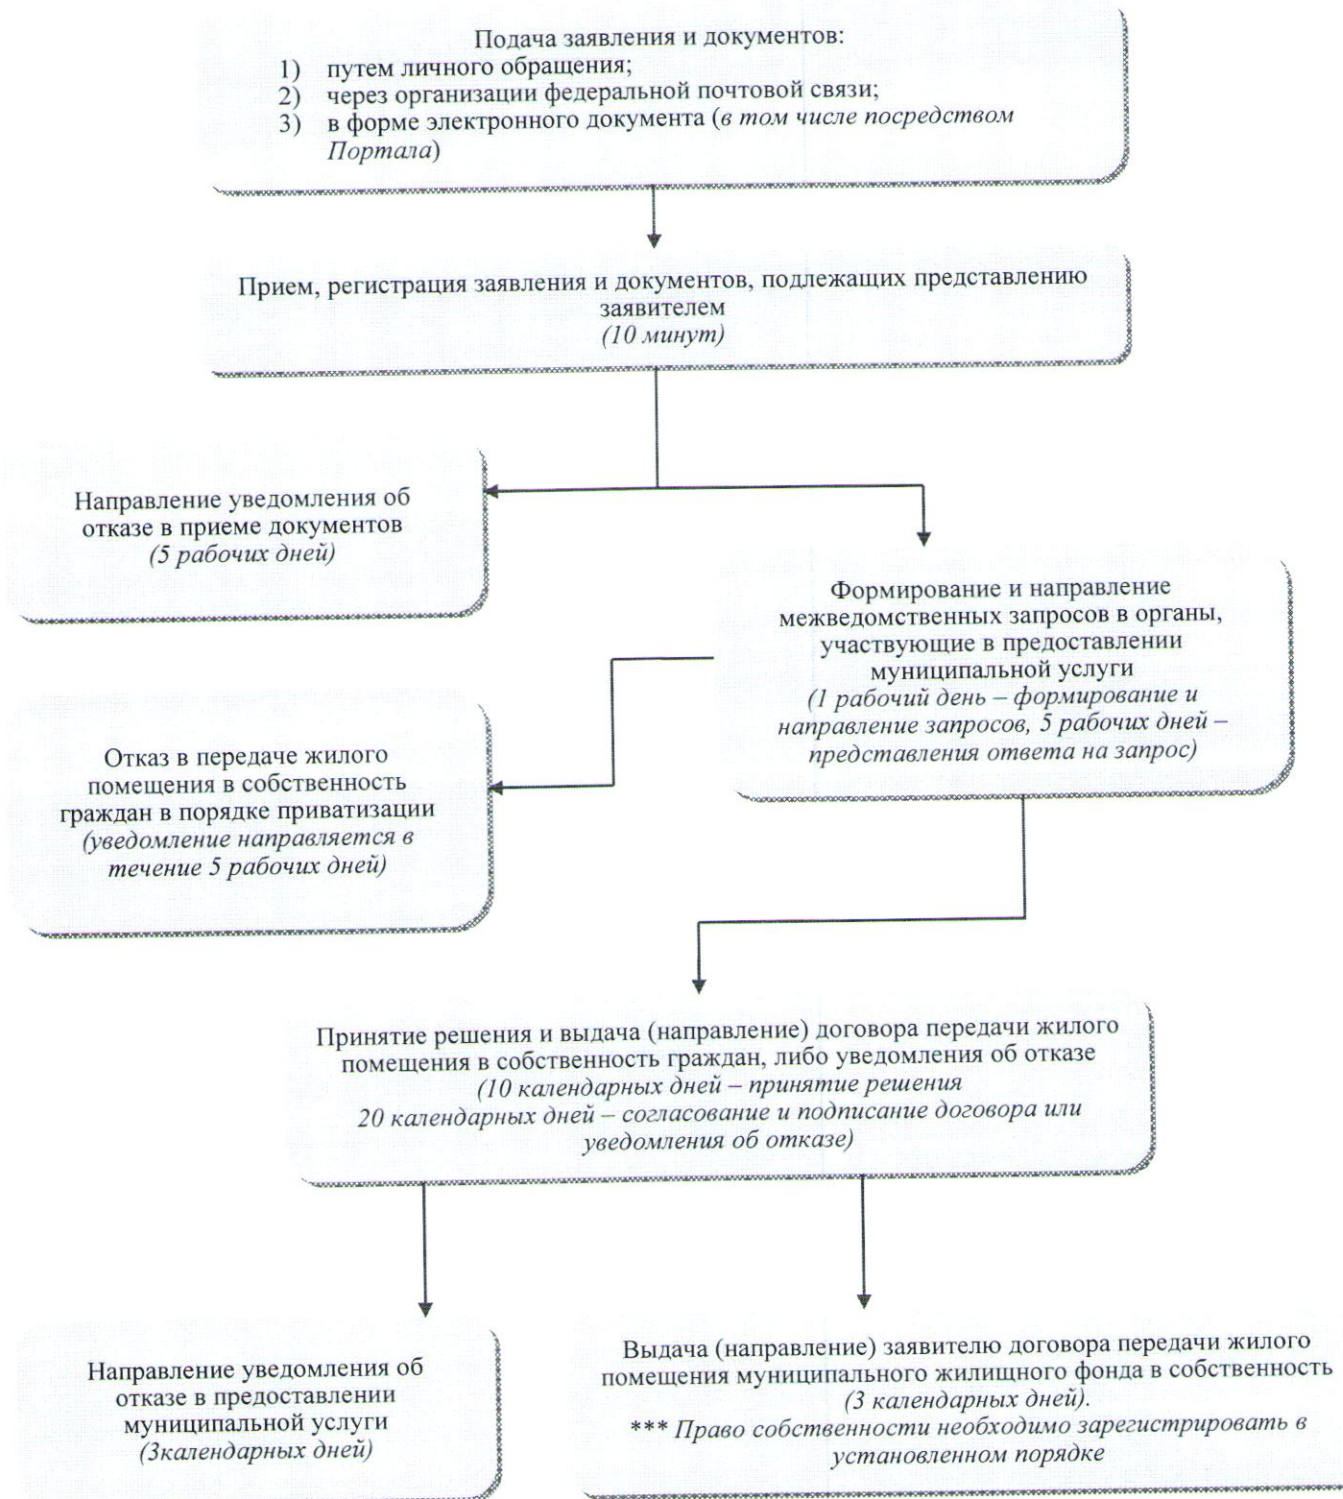 Подача заявления и документов:
1) путем личного обращения;
2) через организации федеральной почтовой связи;
3) в форме электронного документа (в том числе посредством
Портала)
Прием, регистрация заявления и документов, подлежащих представлению
заявителем
(10 минут)
Направление уведомления об
отказе в приеме документов
(5 рабочих дней)
Формирование и направление
межведомственных запросов в органы,
участвующие в предоставлении
муниципальной услуги
(1 рабочий день – формирование и
направление запросов, 5 рабочих дней –
представления ответа на запрос)
Отказ в передаче жилого
помещения в собственность
граждан в порядке приватизации
(уведомление направляется в
течение 5 рабочих дней)
Принятие решения и выдача (направление) договора передачи жилого
помещения в собственность граждан, либо уведомления об отказе
(10 календарных дней – принятие решения
20 календарных дней – согласование и подписание договора или
уведомления об отказе)
Направление уведомления об
отказе в предоставлении
муниципальной услуги
(3календарных дней)
Выдача (направление) заявителю договора передачи жилого
помещения муниципального жилищного фонда в собственность
(3 календарных дней).
*** Право собственности необходимо зарегистрировать в
установленном порядке